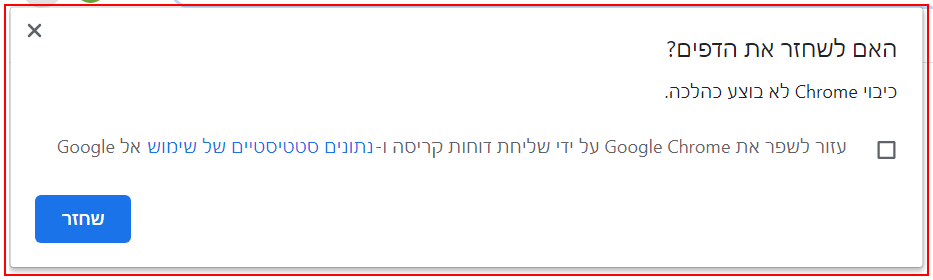 האם לשחזר את הדפים?
כיבוי Chrome לא בוצע כהלכה.
עזור לשפר את Google Chrome על ידי שליחת דוחות קריסה ו-נתונים סטטיסטיים של שימוש אל Google
שחזר